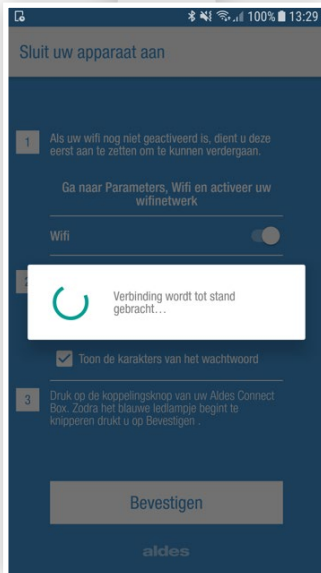 100% 13:29
Sluit uw apparaat aan
1
Als uw wifi nog niet geactiveerd is, dient u deze
eerst aan te zetten om te kunnen verdergaan.
Ga naar Parameters, Wifi en activeer uw
wifinetwerk
Wifi
Verbinding wordt tot stand
gebracht...
Toon de karakters van het wachtwoord
3
Druk op de koppelingsknop van uw Aldes Connect
Box. Zodra het blauwe ledlampje begint te
knipperen drukt u op Bevestigen .
Bevestigen
aldes